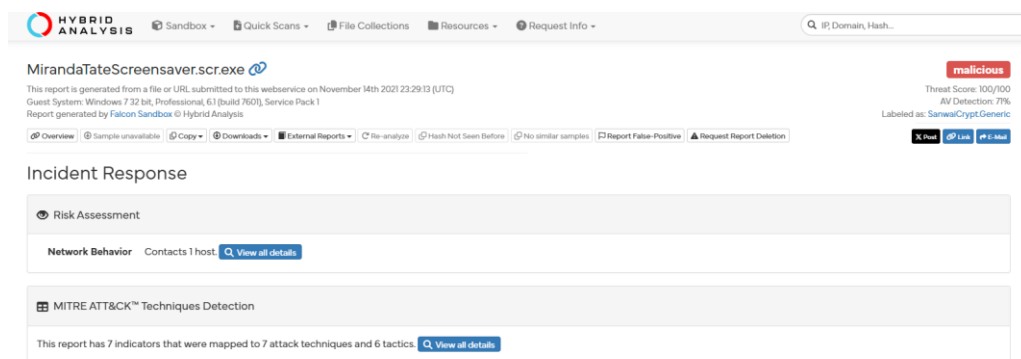 HYBRID
ANALYSIS
Sandbox
Quick Scans
File Collections
Resources
Request Info
IP, Domain, Hash...
MirandaTateScreensaver.scr.exe
malicious
This report is generated from a file or URL submitted to this webservice on November 14th 2021 23:29:13 (UTC)
Threat Score: 100/100
Guest System: Windows 7 32 bit, Professional, 6.1 (build 7601), Service Pack 1
AV Detection: 71%
Report generated by Falcon Sandbox © Hybrid Analysis
Labeled as: SanwaiCrypt.Generic
Overview
Sample unavailable
Copy
Downloads
External Reports
Re-analyze
Hash Not Seen Before
No similar samples
Report False-Positive
Request Report Deletion
X Post
Link
E-Mail
Incident Response
Risk Assessment
Network Behavior Contacts 1 host. View all details
MITRE ATT&CK™ Techniques Detection
This report has 7 indicators that were mapped to 7 attack techniques and 6 tactics. View all details